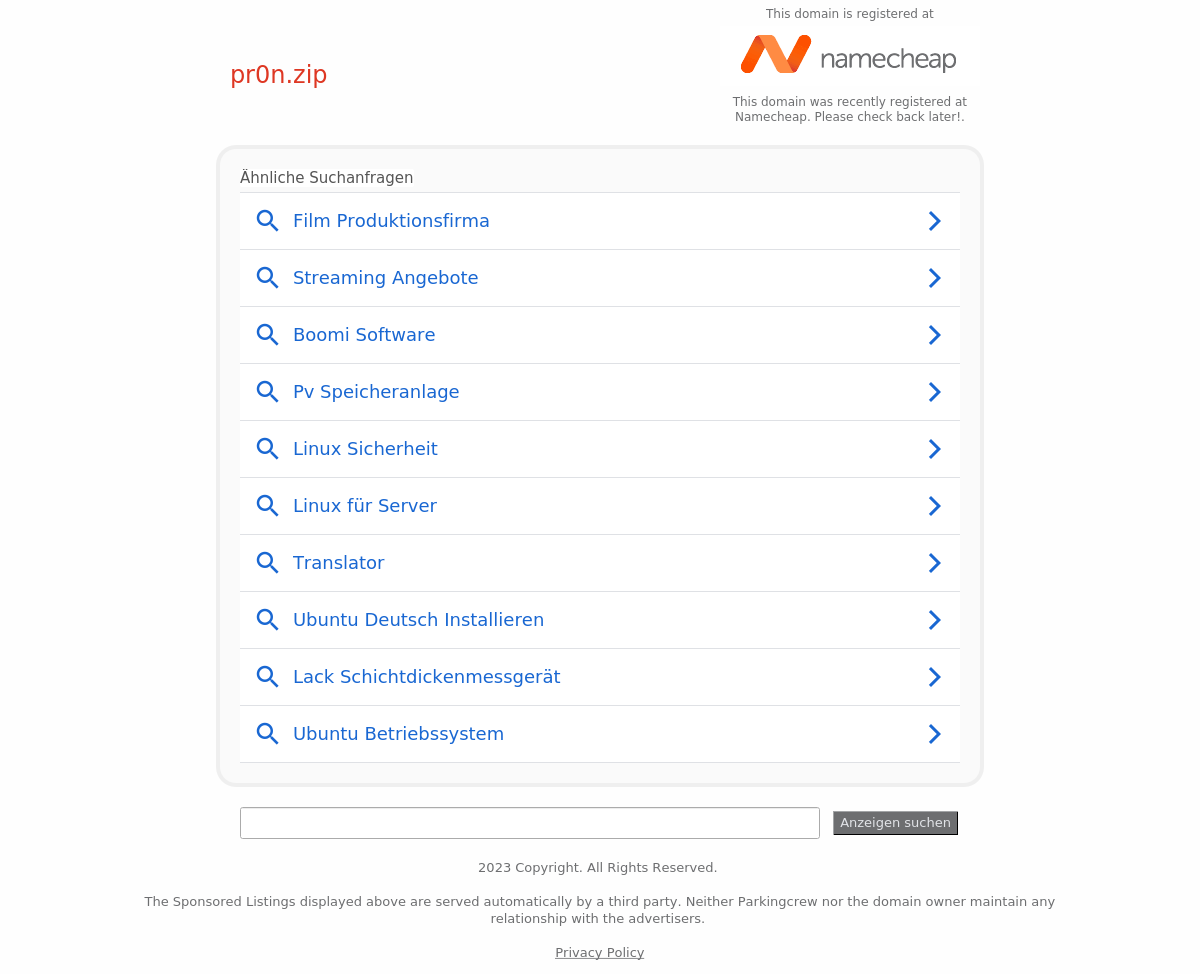 This domain is registered at
namecheap
pr0n.zip
This domain was recently registered at
Namecheap. Please check back later!.
Ähnliche Suchanfragen
Film Produktionsfirma
Streaming Angebote
Boomi Software
Pv Speicheranlage
Linux Sicherheit
Linux für Server
Translator
Ubuntu Deutsch Installieren
Lack Schichtdickenmessgerät
Ubuntu Betriebssystem
Anzeigen suchen
2023 Copyright. All Rights Reserved.
The Sponsored Listings displayed above are served automatically by a third party. Neither Parkingcrew nor the domain owner maintain any
relationship with the advertisers.
Privacy Policy